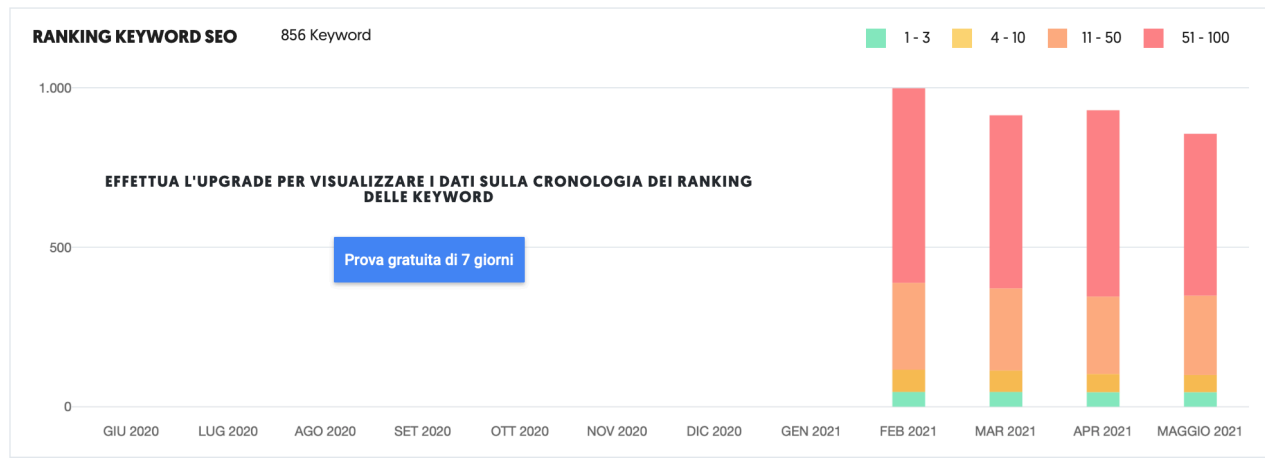 RANKING KEYWORD SEO
856 Keyword
1 - 3
4 - 10
11 - 50
51 - 100
1.000
EFFETTUA L'UPGRADE PER VISUALIZZARE I DATI SULLA CRONOLOGIA DEI RANKING
DELLE KEYWORD
500
Prova gratuita di 7 giorni
0
GIU 2020
LUG 2020
AGO 2020
SET 2020
OTT 2020
NOV 2020
DIC 2020
GEN 2021
FEB 2021
MAR 2021
APR 2021
MAGGIO 2021